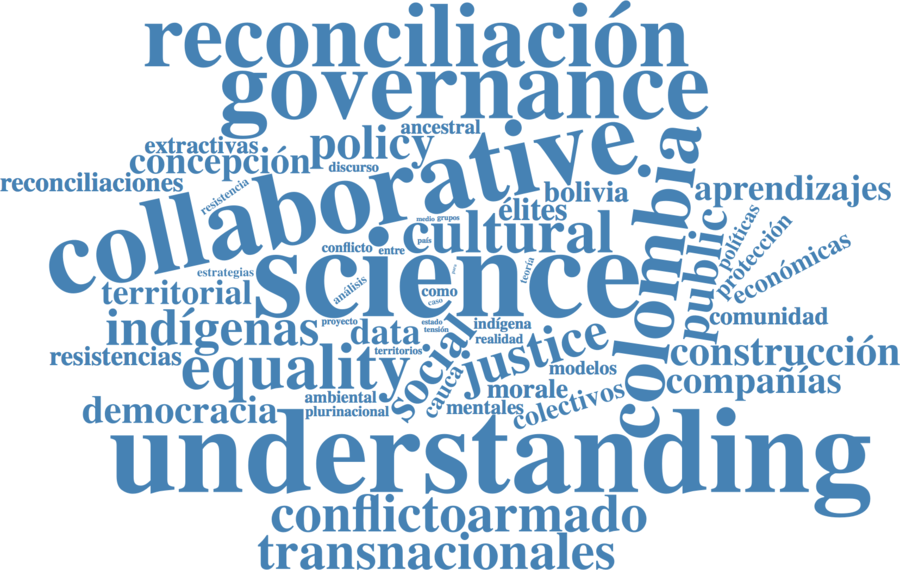 reconciliación
governance
ancestral
extractivas
policy
concepción
discurso
collaborative
reconciliaciones
resistencia
bolivia
aprendizajes
élites
medio
grupos
cultural
país
conflicto
entre
colombia
public
políticas
protección
económicas
science
estrategias
análisis
teoría
para
como
caso
territorial
indígenas
proyecto
data
estado
tensión
indígena
realidad
comunidad
resistencias
equality
territorios
social
justice
construcción
modelos
compañías
ambiental
cauca
morale
democracia
plurinacional
mentales
colectivos
understanding
conflictoarmado
transnacionales